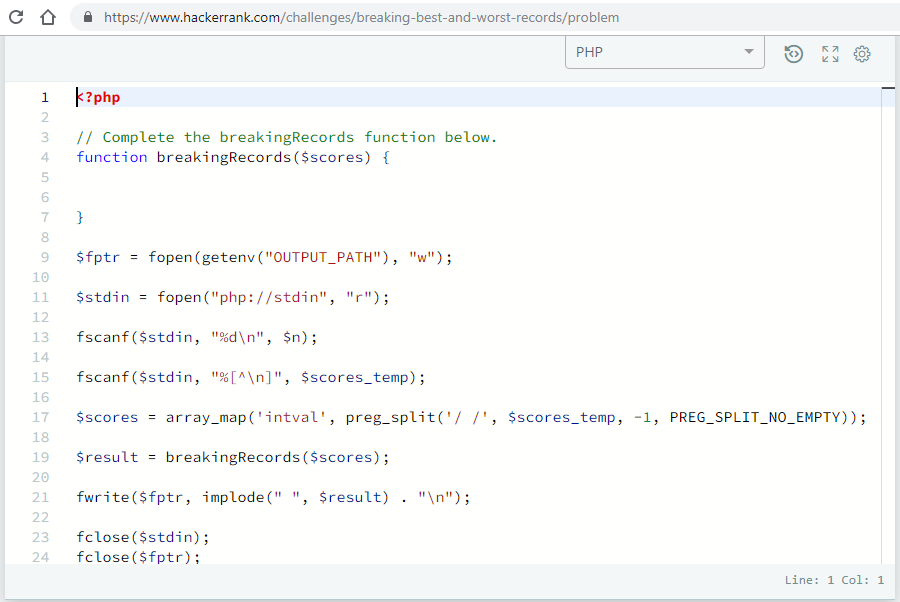 https://www.hackerrank.com/challenges/breaking-best-and-worst-records/problem
PHP
1 <?php
2
3 // Complete the breakingRecords function below.
4 function breakingRecords($scores) {
5
6
7 }
8
9 $fptr = fopen(getenv("OUTPUT_PATH"), "w");
10
11 $stdin = fopen("php://stdin", "r");
12
13 fscanf($stdin, "%d\n", $n);
14
15 fscanf($stdin, "%[^\n]", $scores_temp);
16
17 $scores = array_map('intval', preg_split('/ /', $scores_temp, -1, PREG_SPLIT_NO_EMPTY));
18
19 $result = breakingRecords($scores);
20
21 fwrite($fptr, implode(" ", $result) . "\n");
22
23 fclose($stdin);
24 fclose($fptr);
Line: 1 Col: 1